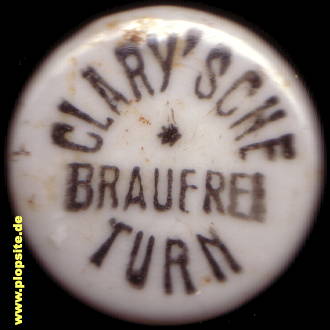 CLARY'SCHE
*
BRAUEREI
TURN
www.plopsite.de